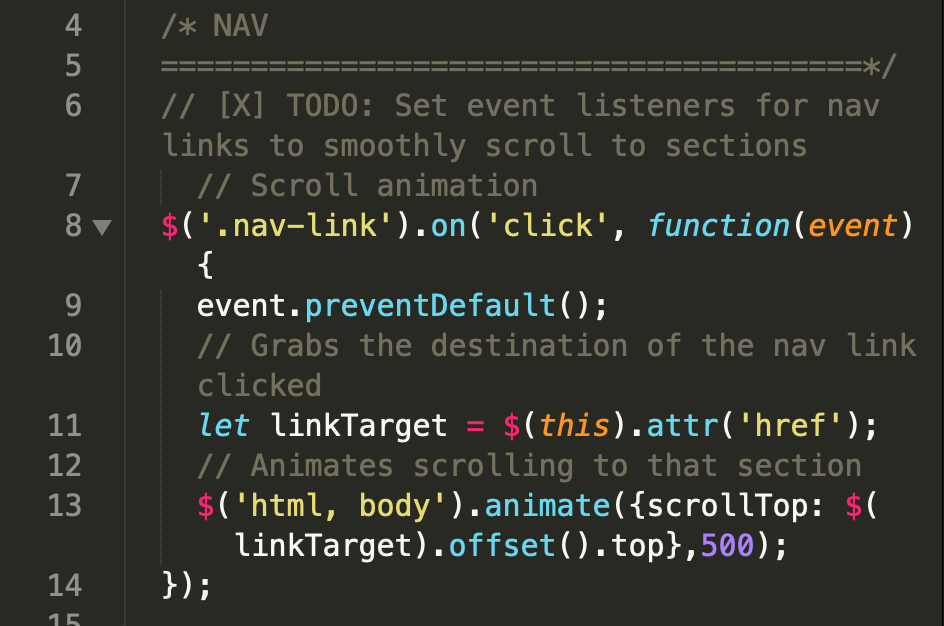 4 /* NAV
5 =======================================*/
6 // [X] TODO: Set event listeners for nav
links to smoothly scroll to sections
7 // Scroll animation
8 $('.nav-link').on('click', function(event)
{
9 event.preventDefault();
10 // Grabs the destination of the nav link
clicked
11 let linkTarget = $(this).attr('href');
12 // Animates scrolling to that section
13 $('html, body').animate({scrollTop: $(
linkTarget).offset().top},500);
14 });
15